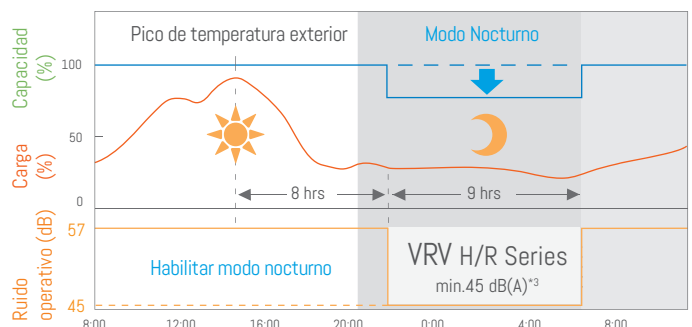 Pico de temperatura exterior
Modo Nocturno
Capacidad
(%)
100
50
0
Carga
(%)
8 hrs
9 hrs
Ruido
operativo (dB)
57
45
Habilitar modo nocturno
VRV H/R Series
min.45 dB(A)*3
8:00 12:00 16:00 20:00 0:00 4:00 8:00